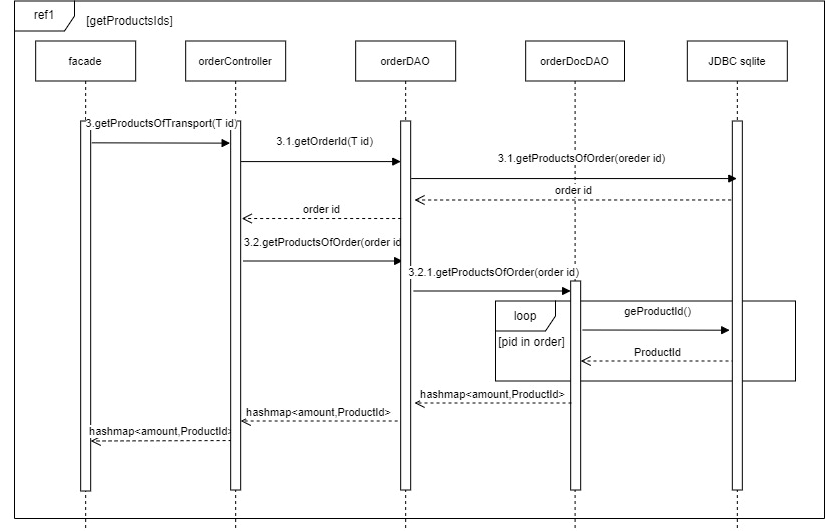 ref1
[getProductsIds]
facade
orderController
orderDAO
orderDocDAO
JDBC sqlite
3.getProductsOfTransport(T id)
3.1.getOrderId(T id)
3.1.getProductsOfOrder(oreder id)
order id
order id
3.2.getProductsOfOrder(order id
3.2.1.getProductsOfOrder(order id)
loop
geProductId()
[pid in order]
ProductId
hashmap<amount,ProductId>
hashmap<amount,ProductId>
hashmap<amount,ProductId>